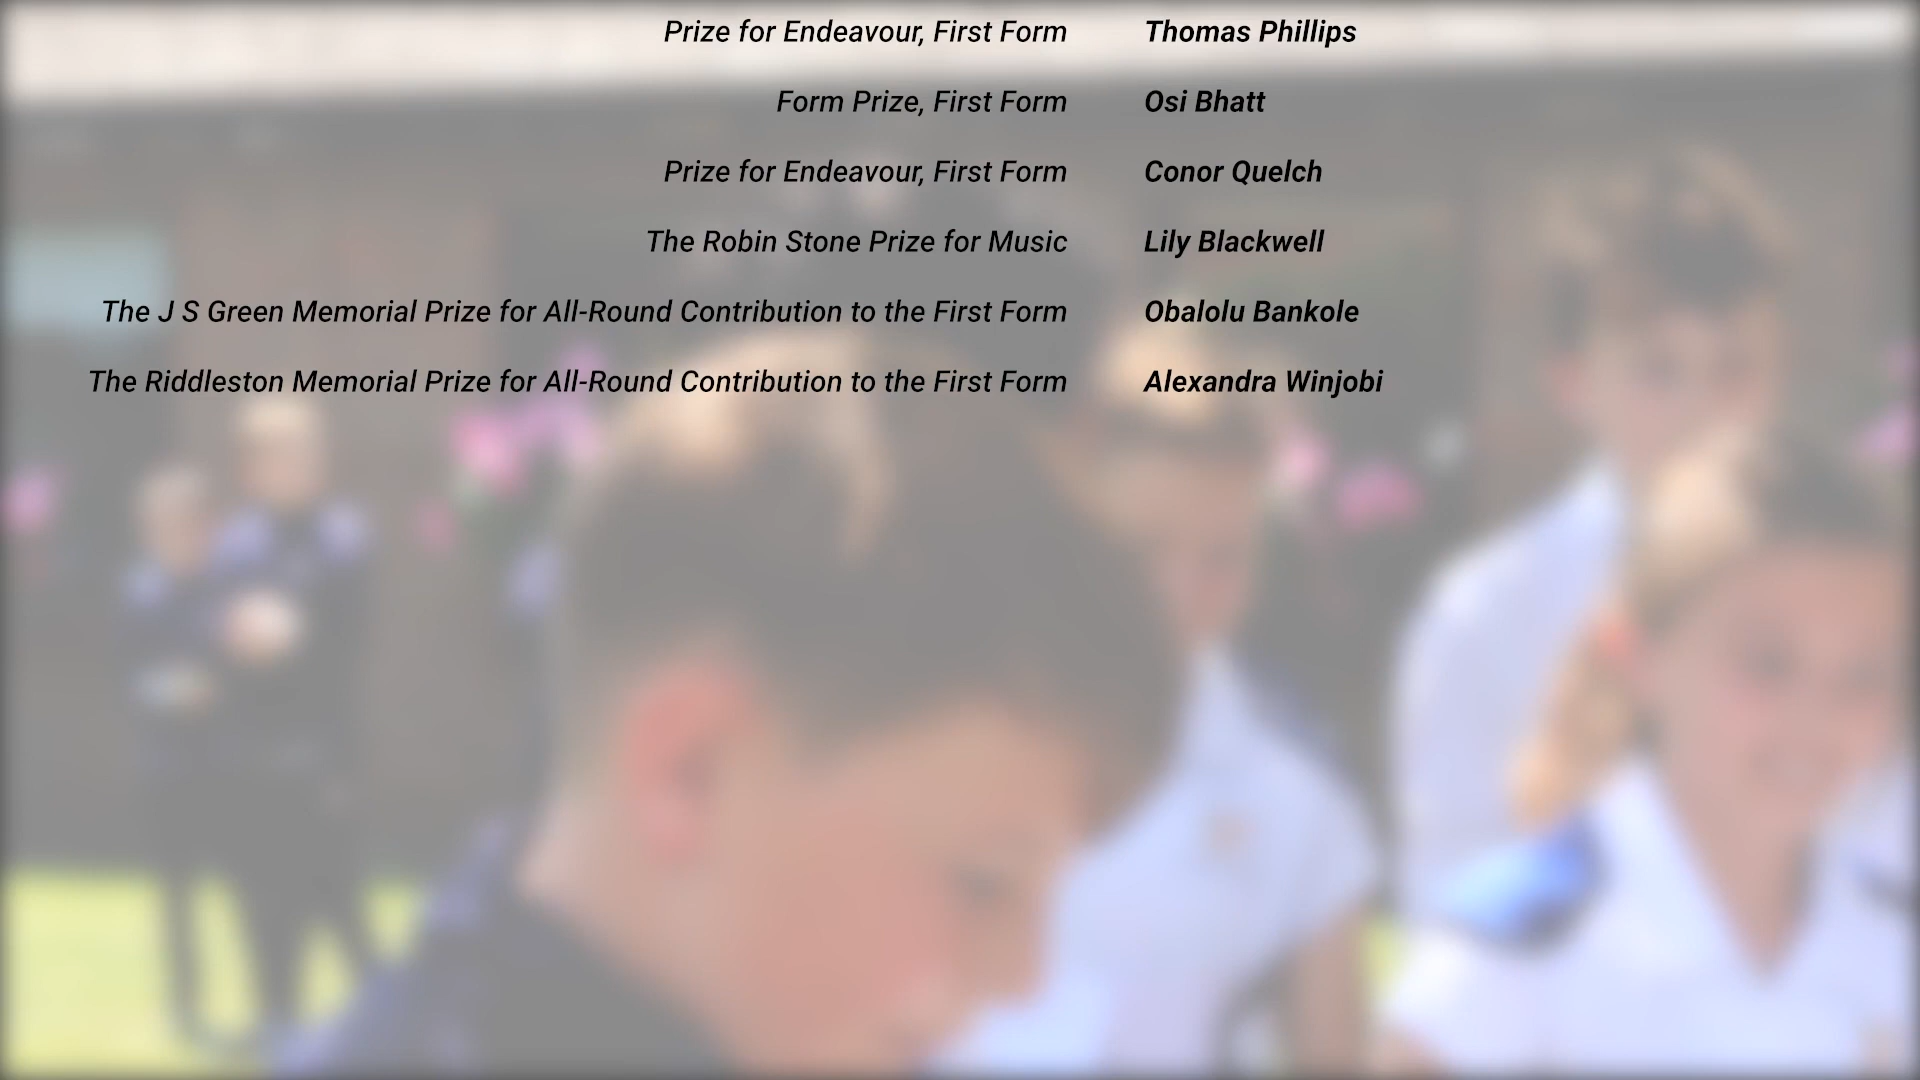 Prize for Endeavour, First Form Thomas Phillips
Form Prize, First Form Osi Bhatt
Prize for Endeavour, First Form Conor Quelch
The Robin Stone Prize for Music Lily Blackwell
The J S Green Memorial Prize for All-Round Contribution to the First Form Obalolu Bankole
The Riddleston Memorial Prize for All-Round Contribution to the First Form Alexandra Winjobi